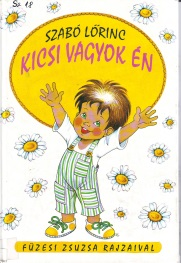 SZABÓ LŐRINC
KICSI VAGYOK ÉN
FÜZESI ZSUZSA RAJZAIVAL